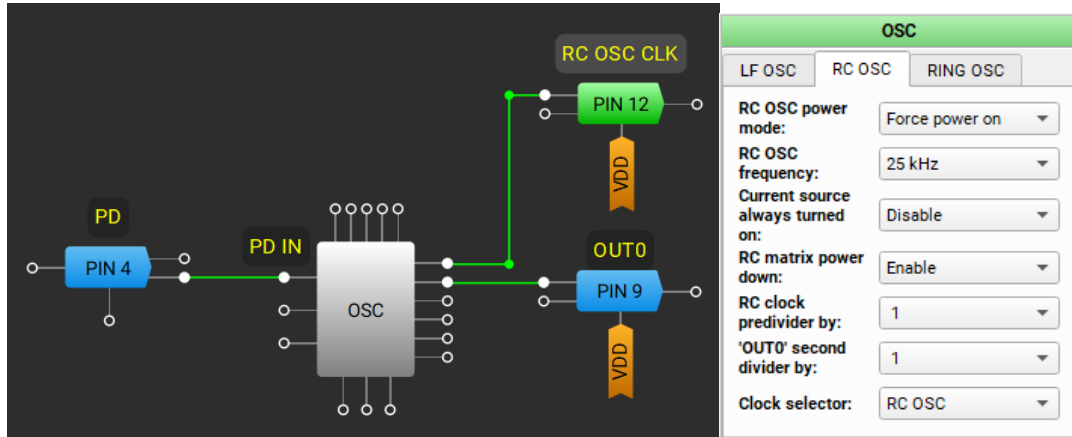 RC OSC CLK
PIN 12
VDD
PD
PIN 4
PD IN
OSC
OUT0
PIN 9
VDD
OSC
LF OSC
RC OSC
RING OSC
RC OSC power
mode:
Force power on
RC OSC
frequency:
25 kHz
Current source
always turned
on:
Disable
RC matrix power
down:
Enable
RC clock
predivider by:
1
'OUT0' second
divider by:
1
Clock selector:
RC OSC